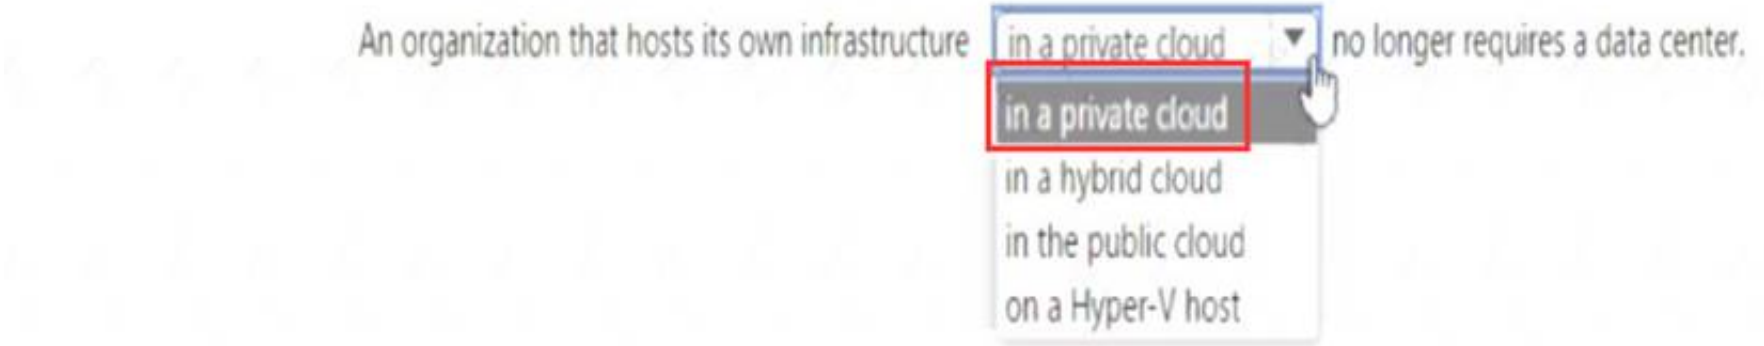 An organization that hosts its own infrastructure in a private cloud no longer requires a data center.
in a private cloud
in a hybrid cloud
in the public cloud
on a Hyper-V host